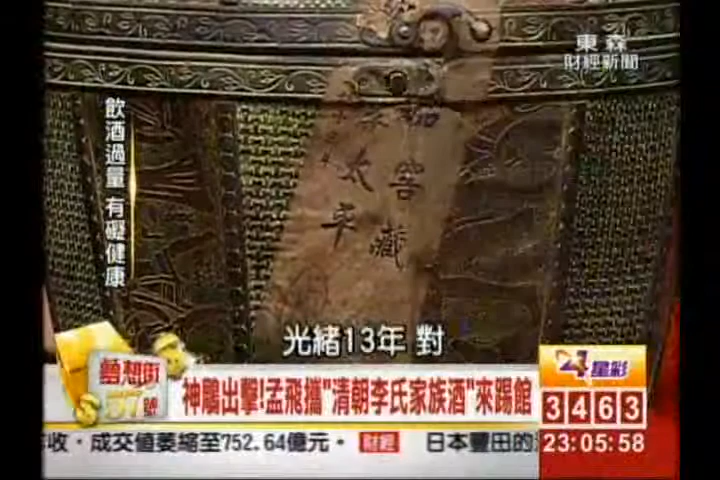 東森
財經新聞
飲酒過量 有礙健康
窖藏
太平
光緒13年 對
夢想街
57號
神鵰出擊!孟飛攜"清朝李氏家族酒"來踢館
4星彩
3463
收。成交值萎縮至752.64億元。 財經 日本豐田的
23:05:58